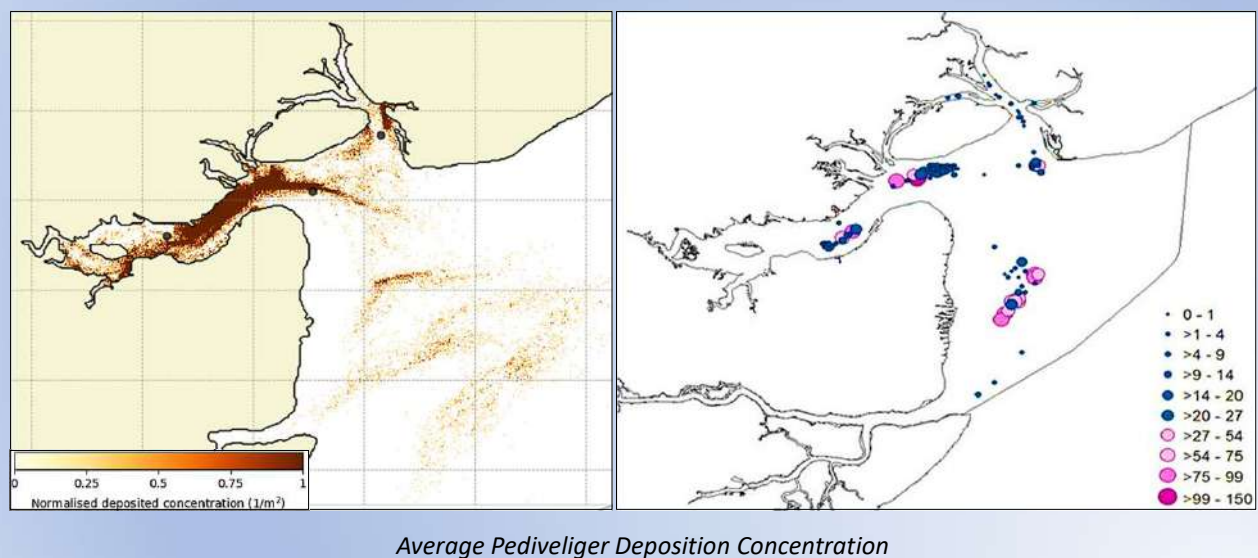 0 0.25 0.5 0.75 1
Normalised deposited concentration (1/m²)
0 - 1
>1 - 4
>4 - 9
>9 - 14
>14 - 20
>20 - 27
>27 - 54
>54 - 75
>75 - 99
>99 - 150
Average Pediveliger Deposition Concentration